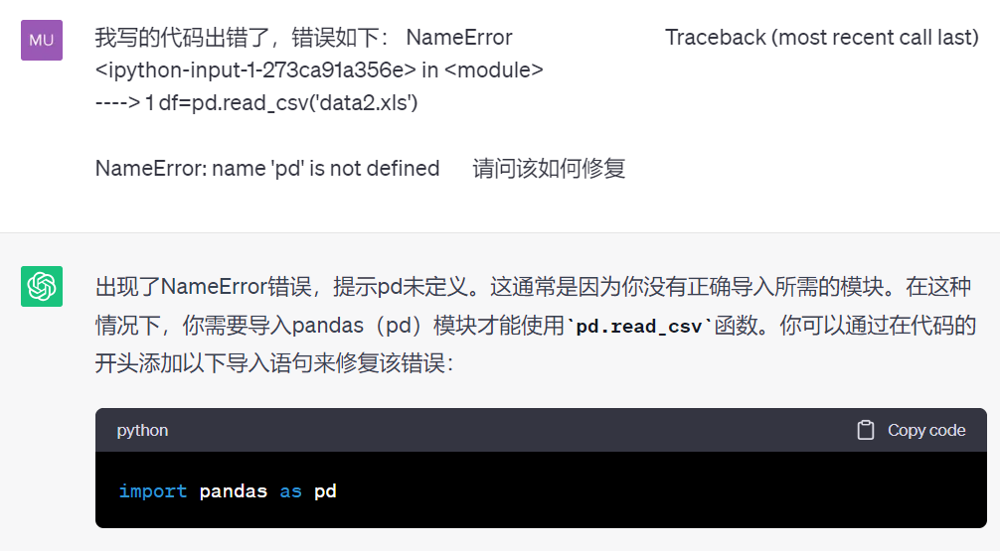 MU
我写的代码出错了，错误如下： NameError Traceback (most recent call last)
<ipython-input-1-273ca91a356e> in <module>
----> 1 df=pd.read_csv('data2.xls')
NameError: name 'pd' is not defined 请问该如何修复
出现了NameError错误，提示pd未定义。这通常是因为你没有正确导入所需的模块。在这种
情况下，你需要导入pandas（pd）模块才能使用`pd.read_csv`函数。你可以通过在代码的
开头添加以下导入语句来修复该错误：
python Copy code
import pandas as pd